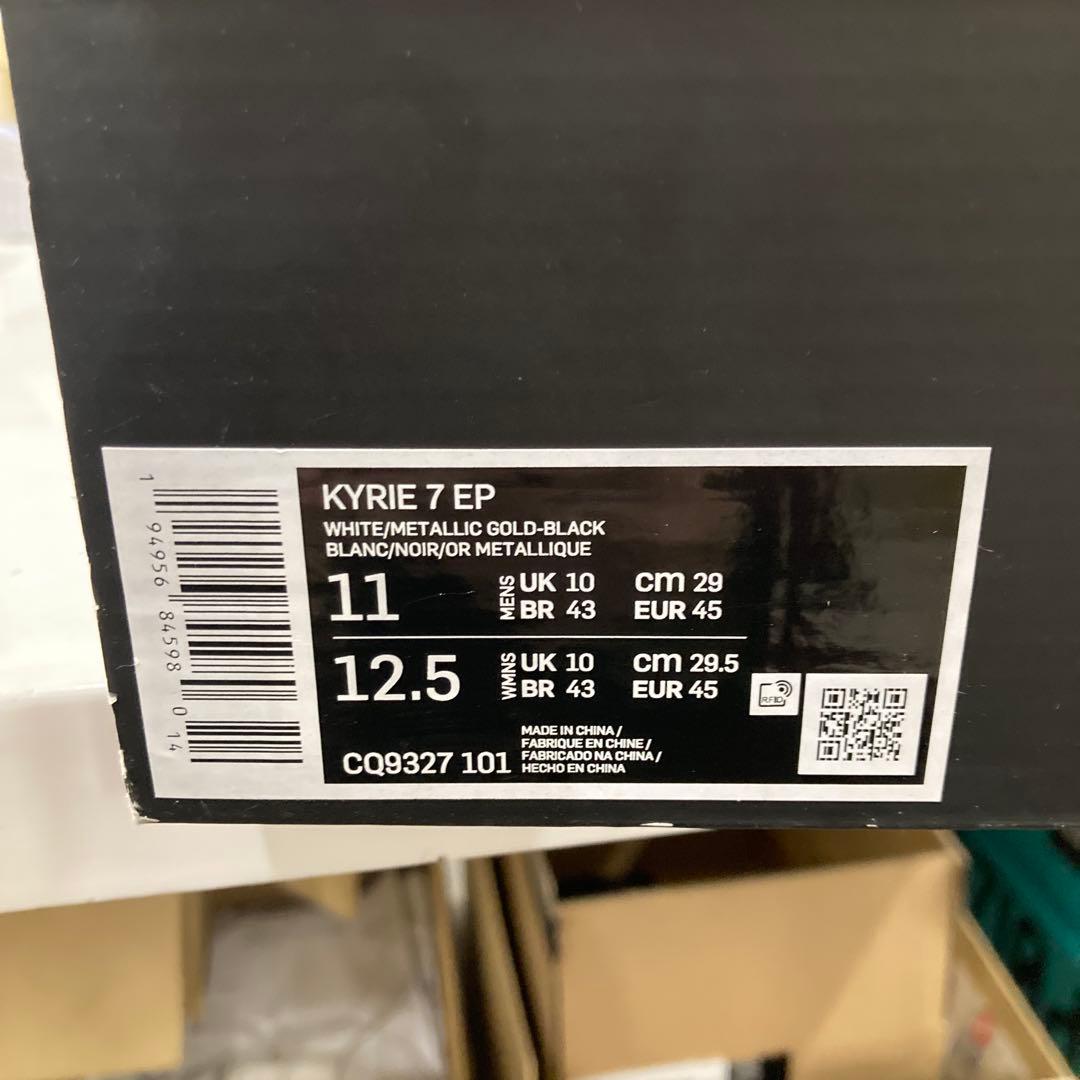 KYRIE 7 EP
WHITE/METALLIC GOLD-BLACK
BLANC/NOIR/OR METALLIQUE
11 MENS UK 10 cm 29
BR 43 EUR 45
12.5 WMNS UK 10 cm 29.5
BR 43 EUR 45
RFID
CQ9327 101
MADE IN CHINA /
FABRIQUE EN CHINE /
FABRICADO NA CHINA /
HECHO EN CHINA
1 94956 84598 0 14